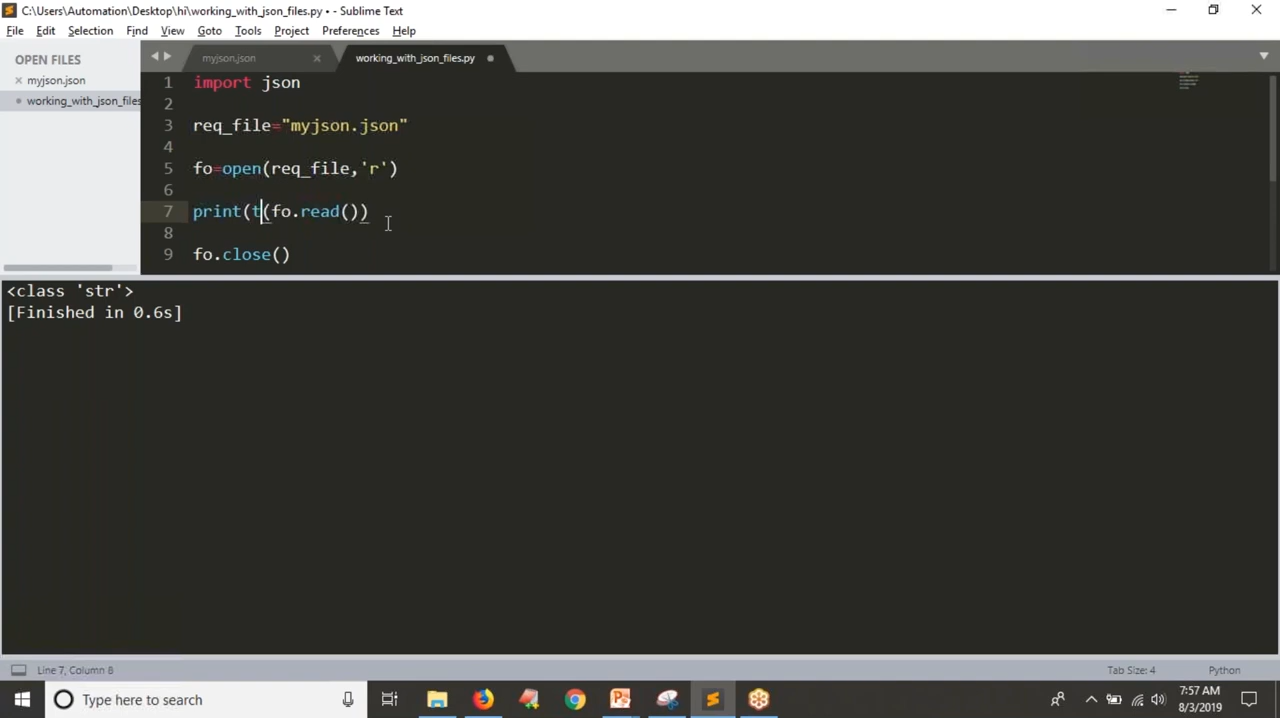 C:\Users\Automation\Desktop\hi\working_with_json_files.py • - Sublime Text
File Edit Selection Find View Goto Tools Project Preferences Help
OPEN FILES
myjson.json
working_with_json_files
myjson.json
working_with_json_files.py
1 import json
2
3 req_file="myjson.json"
4
5 fo=open(req_file,'r')
6
7 print(t(fo.read())
8
9 fo.close()
<class 'str'>
[Finished in 0.6s]
Line 7, Column 8
Tab Size: 4
Python
Type here to search
7:57 AM
8/3/2019